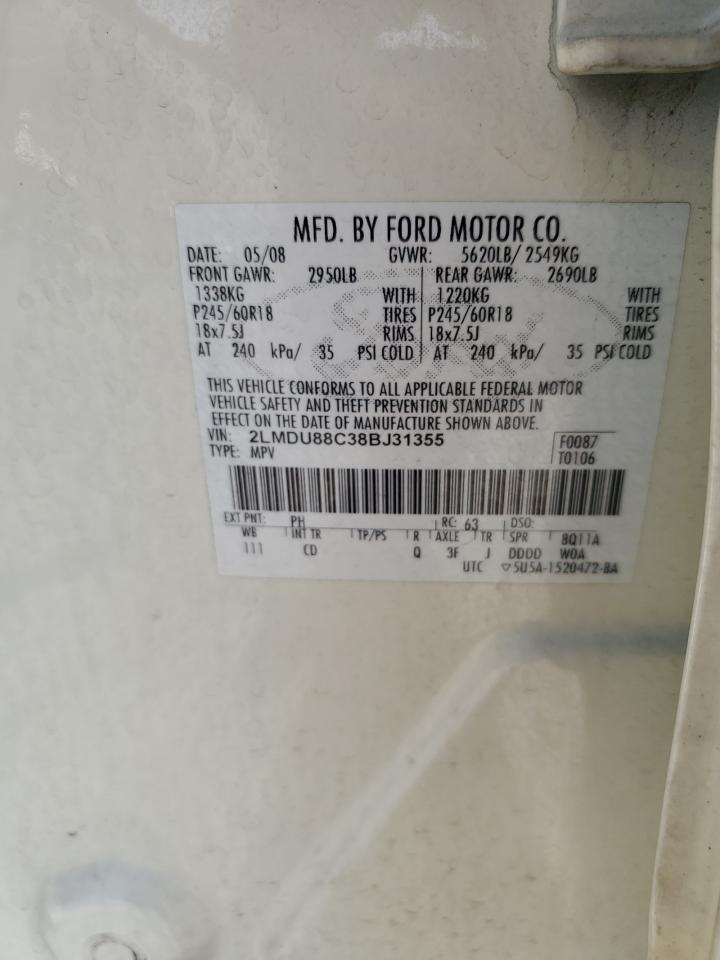 MFD. BY FORD MOTOR CO.
DATE: 05/08 GVWR: 5620LB/ 2549KG
FRONT GAWR: 2950LB REAR GAWR: 2690LB
1338KG WITH 1220KG WITH
P245/60R18 TIRES P245/60R18 TIRES
18x7.5J RIMS 18x7.5J RIMS
AT 240 kPa/ 35 PSI COLD AT 240 kPa/ 35 PSI COLD
THIS VEHICLE CONFORMS TO ALL APPLICABLE FEDERAL MOTOR
VEHICLE SAFETY AND THEFT PREVENTION STANDARDS IN
EFFECT ON THE DATE OF MANUFACTURE SHOWN ABOVE.
VIN: 2LMDU88C38BJ31355 F0087
TYPE: MPV T0106
EXT PNT: PH RC: 63 DSO:
WB INT TR TP/PS R AXLE TR SPR 8Q11A
111 CD Q 3F J DDDD W0A
UTC ▽5U5A-1520472-BA